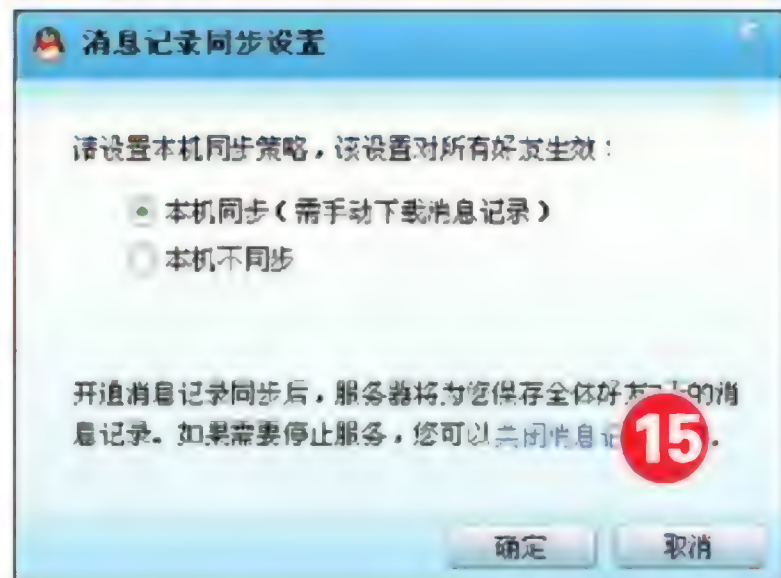 消息记录同步设置
请设置本机同步策略，该设置对所有好友生效：
本机同步（需手动下载消息记录）
本机不同步
开通消息记录同步后，服务器将为您保存全体好友的消
息记录。如果需要停止服务，您可以关闭消息记
15
确定
取消